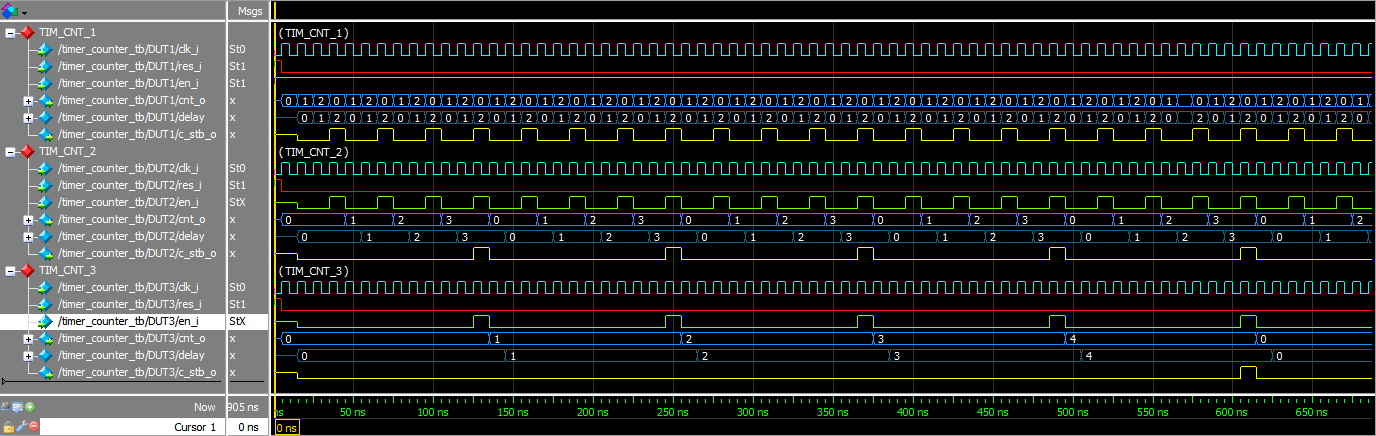 Msgs
TIM_CNT_1
(TIM_CNT_1)
/timer_counter_tb/DUT1/clk_i St0
/timer_counter_tb/DUT1/res_i St1
/timer_counter_tb/DUT1/en_i St1
/timer_counter_tb/DUT1/cnt_o x 0 1 2 0 1 2 0 1 2 0 1 2 0 1 2 0 1 2 0 1 2 0 1 2 0 1 2 0 1 2 0 1 2 0 1 2 0 1 2 0 1 2 0 1 2 0 1 2 0 1 2 0 1 2 0 1 2 0 1 2 0 1 2 0 1 2 0 1
/timer_counter_tb/DUT1/delay x 0 1 2 0 1 2 0 1 2 0 1 2 0 1 2 0 1 2 0 1 2 0 1 2 0 1 2 0 1 2 0 1 2 0 1 2 0 1 2 0 1 2 0 1 2 0 1 2 0 1 2 0 1 2 0 2 0 1 2 0 1 2 0 1 2 0
/timer_counter_tb/DUT1/c_stb_o x
TIM_CNT_2
(TIM_CNT_2)
/timer_counter_tb/DUT2/clk_i St0
/timer_counter_tb/DUT2/res_i St1
/timer_counter_tb/DUT2/en_i StX
/timer_counter_tb/DUT2/cnt_o x 0 1 2 3 0 1 2 3 0 1 2 3 0 1 2 3 0 1 2 3 0 1 2
/timer_counter_tb/DUT2/delay x 0 1 2 3 0 1 2 3 0 1 2 3 0 1 2 3 0 1 2 3 0 1
/timer_counter_tb/DUT2/c_stb_o x
TIM_CNT_3
(TIM_CNT_3)
/timer_counter_tb/DUT3/clk_i St0
/timer_counter_tb/DUT3/res_i St1
/timer_counter_tb/DUT3/en_i StX
/timer_counter_tb/DUT3/cnt_o x 0 1 2 3 4 0
/timer_counter_tb/DUT3/delay x 0 1 2 3 4 0
/timer_counter_tb/DUT3/c_stb_o x
Now 905 ns ns 50 ns 100 ns 150 ns 200 ns 250 ns 300 ns 350 ns 400 ns 450 ns 500 ns 550 ns 600 ns 650 ns
Cursor 1 0 ns 0 ns